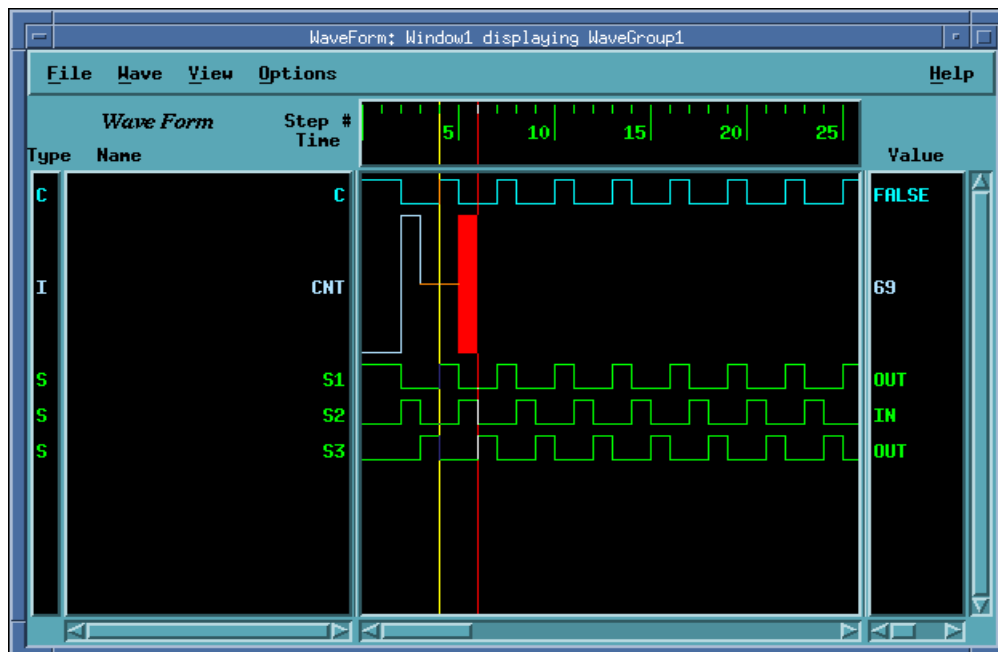 WaveForm: Window1 displaying WaveGroup1
File Wave View Options Help
Wave Form Step #
Time
Type Name Value
5 10 15 20 25
C C FALSE
I CNT 69
S S1 OUT
S S2 IN
S S3 OUT